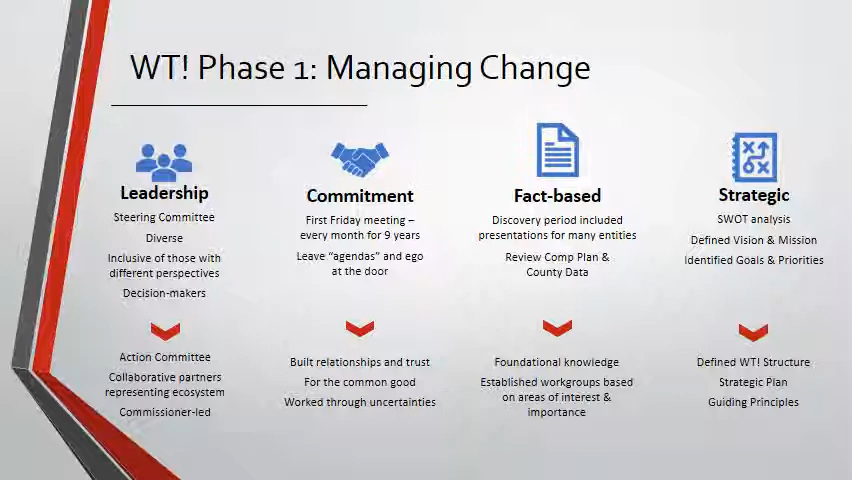 WT! Phase 1: Managing Change
Leadership
Steering Committee
Diverse
Inclusive of those with
different perspectives
Decision-makers
Action Committee
Collaborative partners
representing ecosystem
Commissioner-led
Commitment
First Friday meeting –
every month for 9 years
Leave “agendas” and ego
at the door
Built relationships and trust
For the common good
Worked through uncertainties
Fact-based
Discovery period included
presentations for many entities
Review Comp Plan &
County Data
Foundational knowledge
Established workgroups based
on areas of interest &
importance
Strategic
SWOT analysis
Defined Vision & Mission
Identified Goals & Priorities
Defined WT! Structure
Strategic Plan
Guiding Principles